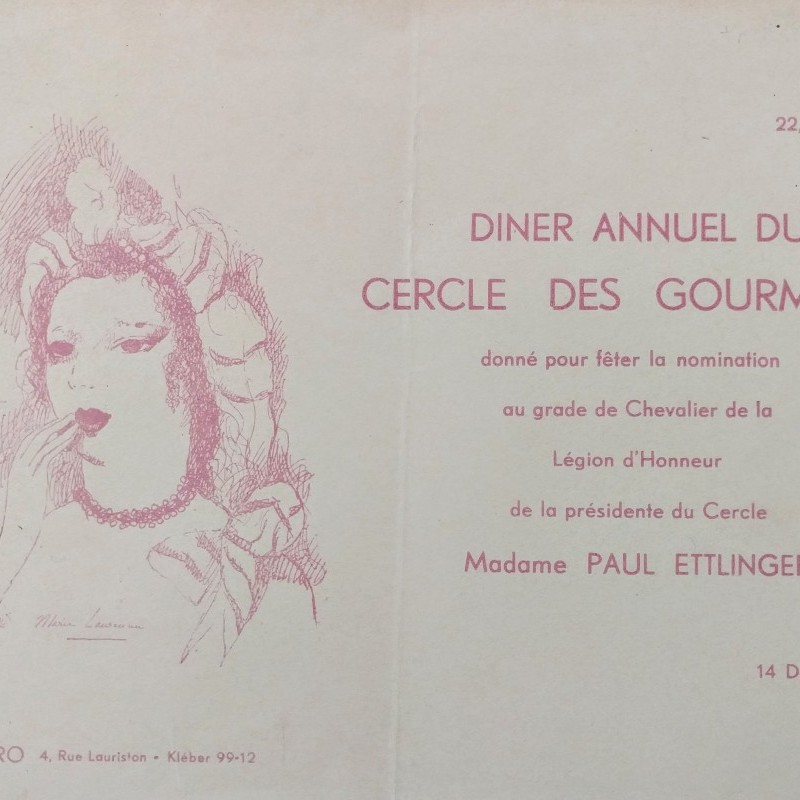 Marie Laurencin
RO 4, Rue Lauriston - Kléber 99-12
22,
DINER ANNUEL DU
CERCLE DES GOURM
donné pour fêter la nomination
au grade de Chevalier de la
Légion d'Honneur
de la présidente du Cercle
Madame PAUL ETTLINGER
14 D